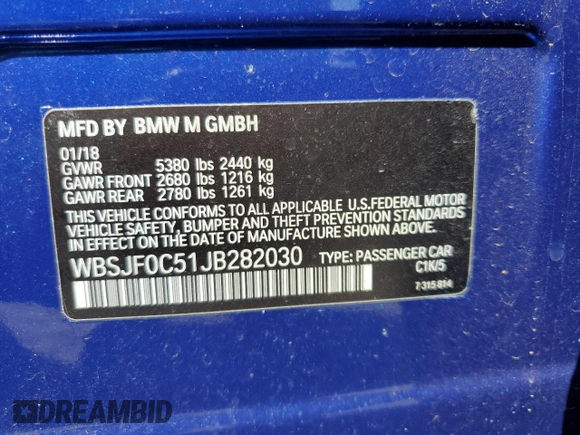 MFD BY BMW M GMBH
01/18
GVWR 5380 lbs 2440 kg
GAWR FRONT 2680 lbs 1216 kg
GAWR REAR 2780 lbs 1261 kg
THIS VEHICLE CONFORMS TO ALL APPLICABLE U.S.FEDERAL MOTOR
VEHICLE SAFETY, BUMPER AND THEFT PREVENTION STANDARDS
IN EFFECT ON THE DATE OF MANUFACTURE SHOWN ABOVE.
WBSJF0C51JB282030 TYPE: PASSENGER CAR
C1K/5
7 315 814
DREAMBID